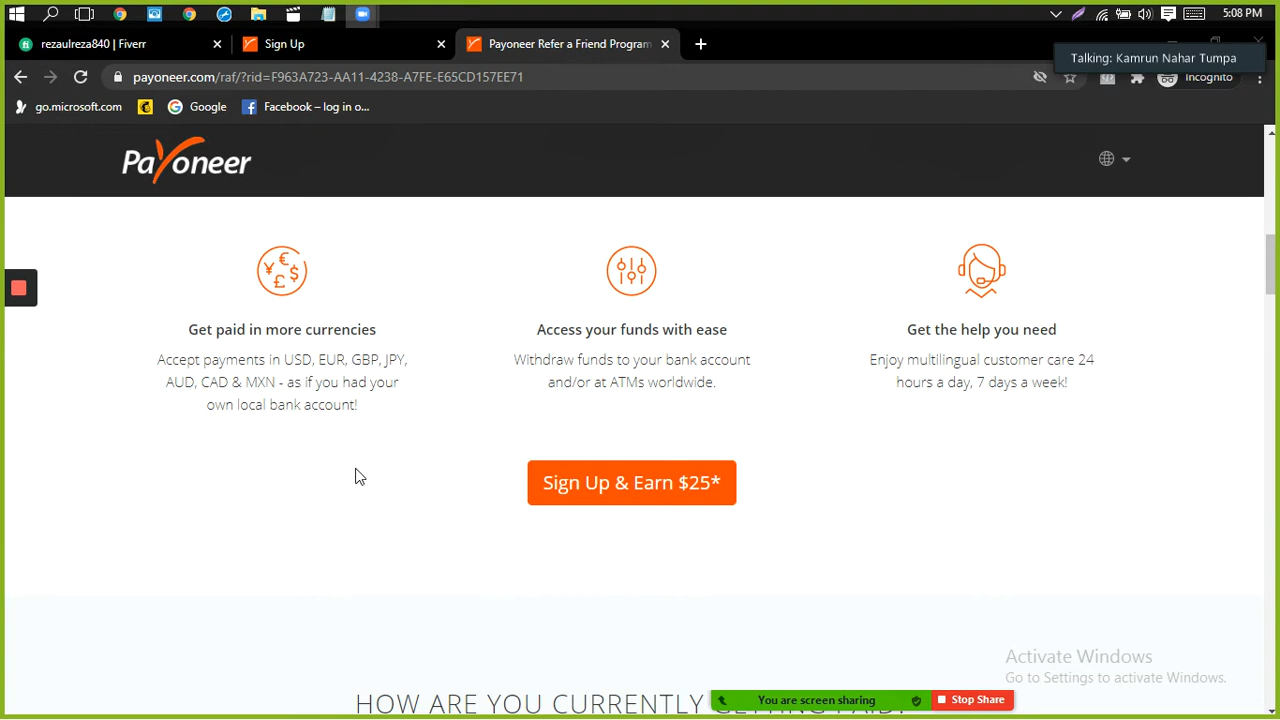 5:08 PM
rezaulreza840 | Fiverr
Sign Up
Payoneer Refer a Friend Program
Talking: Kamrun Nahar Tumpa
payoneer.com/raf/?rid=F963A723-AA11-4238-A7FE-E65CD157EE71
Incognito
go.microsoft.com
Google
Facebook – log in o...
Payoneer
Get paid in more currencies
Accept payments in USD, EUR, GBP, JPY,
AUD, CAD & MXN - as if you had your
own local bank account!
Access your funds with ease
Withdraw funds to your bank account
and/or at ATMs worldwide.
Get the help you need
Enjoy multilingual customer care 24
hours a day, 7 days a week!
Sign Up & Earn $25*
Activate Windows
Go to Settings to activate Windows.
HOW ARE YOU CURRENTLY GETTING PAID?
You are screen sharing
Stop Share